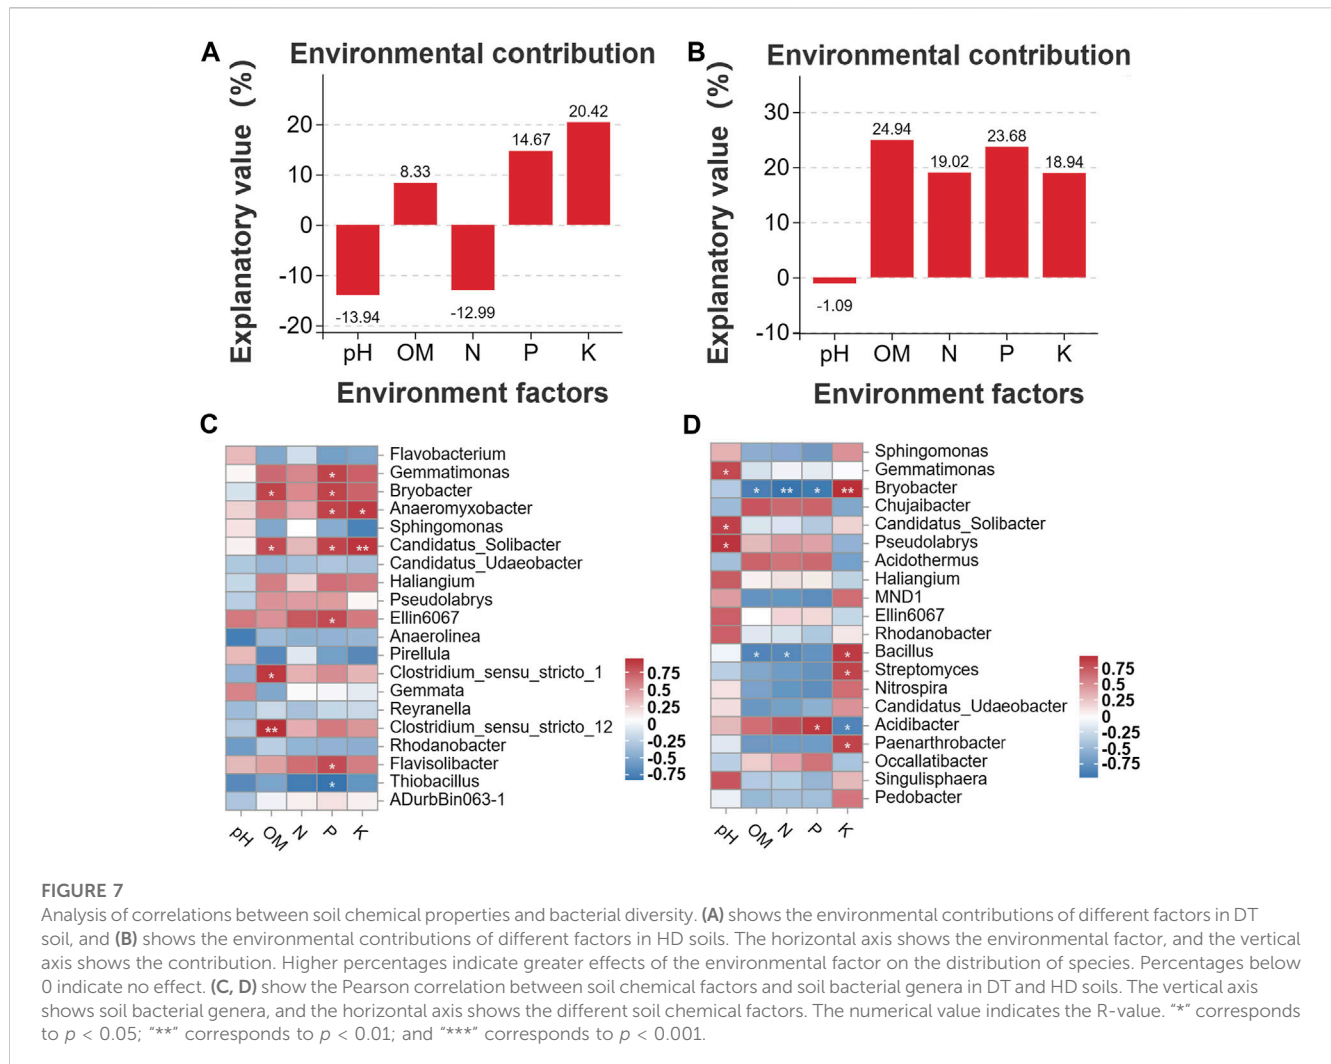 A
Environmental contribution
Explanatory value (%)
20
10
0
-10
-20
-13.94
8.33
-12.99
14.67
20.42
pH OM N P K
Environment factors
B
Environmental contribution
Explanatory value (%)
30
20
10
0
-10
-1.09
24.94
19.02
23.68
18.94
pH OM N P K
Environment factors
C
Flavobacterium
Gemmatimonas
*
Bryobacter
* *
Anaeromyxobacter
* *
Sphingomonas
Candidatus_Solibacter
* * **
Candidatus_Udaeobacter
Haliangium
Pseudolabrys
Ellin6067
*
Anaerolinea
Pirellula
Clostridium_sensu_stricto_1
*
Gemmata
Reyranella
Clostridium_sensu_stricto_12
**
Rhodanobacter
Flavisolibacter
*
Thiobacillus
*
ADurbBin063-1
pH OM N P K
0.75
0.5
0.25
0
-0.25
-0.5
-0.75
D
Sphingomonas
Gemmatimonas
*
Bryobacter
* ** * **
Chujaibacter
Candidatus_Solibacter
*
Pseudolabrys
*
Acidothermus
Haliangium
MND1
Ellin6067
Rhodanobacter
Bacillus
* * *
Streptomyces
*
Nitrospira
Candidatus_Udaeobacter
Acidibacter
* *
Paenarthrobacter
*
Occallatibacter
Singulisphaera
Pedobacter
pH OM N P K
0.75
0.5
0.25
0
-0.25
-0.5
-0.75
FIGURE 7
Analysis of correlations between soil chemical properties and bacterial diversity. (A) shows the environmental contributions of different factors in DT
soil, and (B) shows the environmental contributions of different factors in HD soils. The horizontal axis shows the environmental factor, and the vertical
axis shows the contribution. Higher percentages indicate greater effects of the environmental factor on the distribution of species. Percentages below
0 indicate no effect. (C, D) show the Pearson correlation between soil chemical factors and soil bacterial genera in DT and HD soils. The vertical axis
shows soil bacterial genera, and the horizontal axis shows the different soil chemical factors. The numerical value indicates the R-value. “*” corresponds
to p < 0.05; “**” corresponds to p < 0.01; and “***” corresponds to p < 0.001.